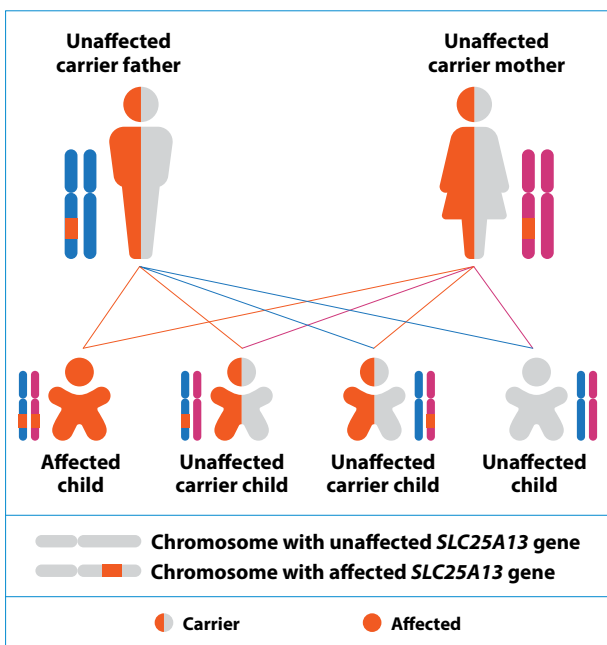 Unaffected
carrier father
Unaffected
carrier mother
Affected
child
Unaffected
carrier child
Unaffected
carrier child
Unaffected
child
Chromosome with unaffected SLC25A13 gene
Chromosome with affected SLC25A13 gene
Carrier
Affected